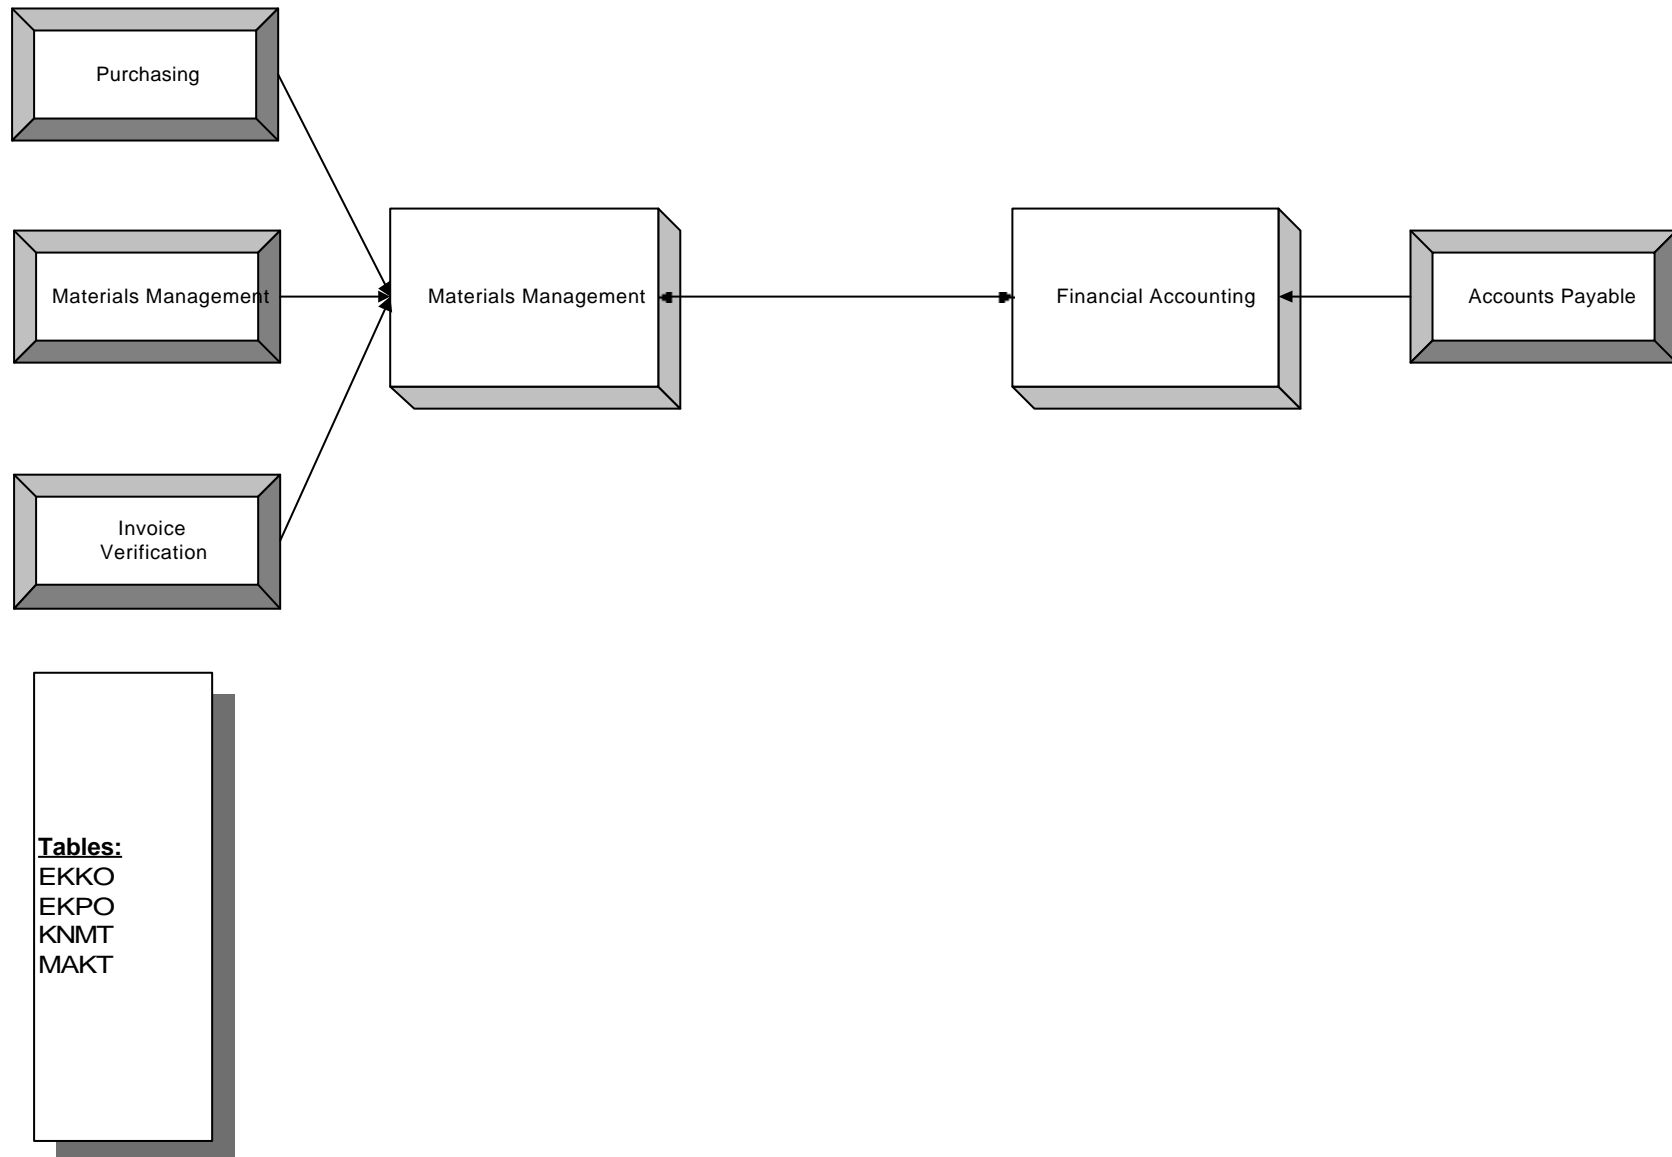 Purchasing
Materials Management
Materials Management
Financial Accounting
Accounts Payable
Invoice
Verification
Tables:
EKKO
EKPO
KNMT
MAKT